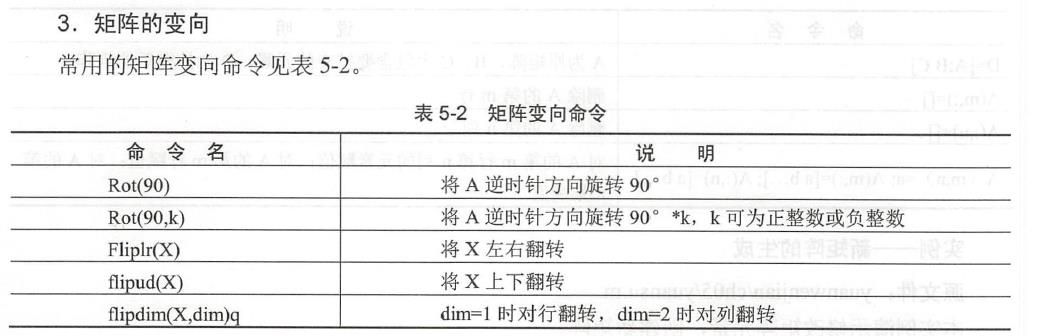 3．矩阵的变向
常用的矩阵变向命令见表 5-2。
表 5-2 矩阵变向命令
命 令 名 说 明
Rot(90) 将 A 逆时针方向旋转 90°
Rot(90,k) 将 A 逆时针方向旋转 90° *k，k 可为正整数或负整数
Fliplr(X) 将 X 左右翻转
flipud(X) 将 X 上下翻转
flipdim(X,dim)q dim=1 时对行翻转，dim=2 时对列翻转